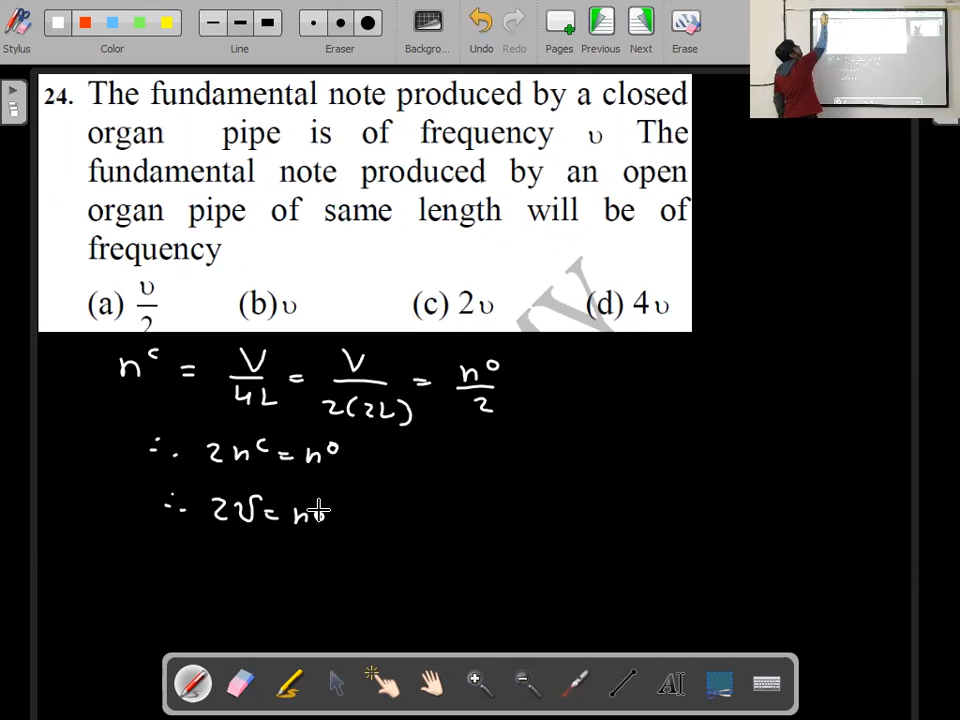 Stylus Color Line Eraser Backgro... Undo Redo Pages Previous Next Erase
24. The fundamental note produced by a closed
organ pipe is of frequency υ The
fundamental note produced by an open
organ pipe of same length will be of
frequency
(a) υ/2 (b) υ (c) 2υ (d) 4υ
n^c = V/4L = V/2(2L) = n^o/2
∴ 2n^c = n^o
∴ 2υ = n^o